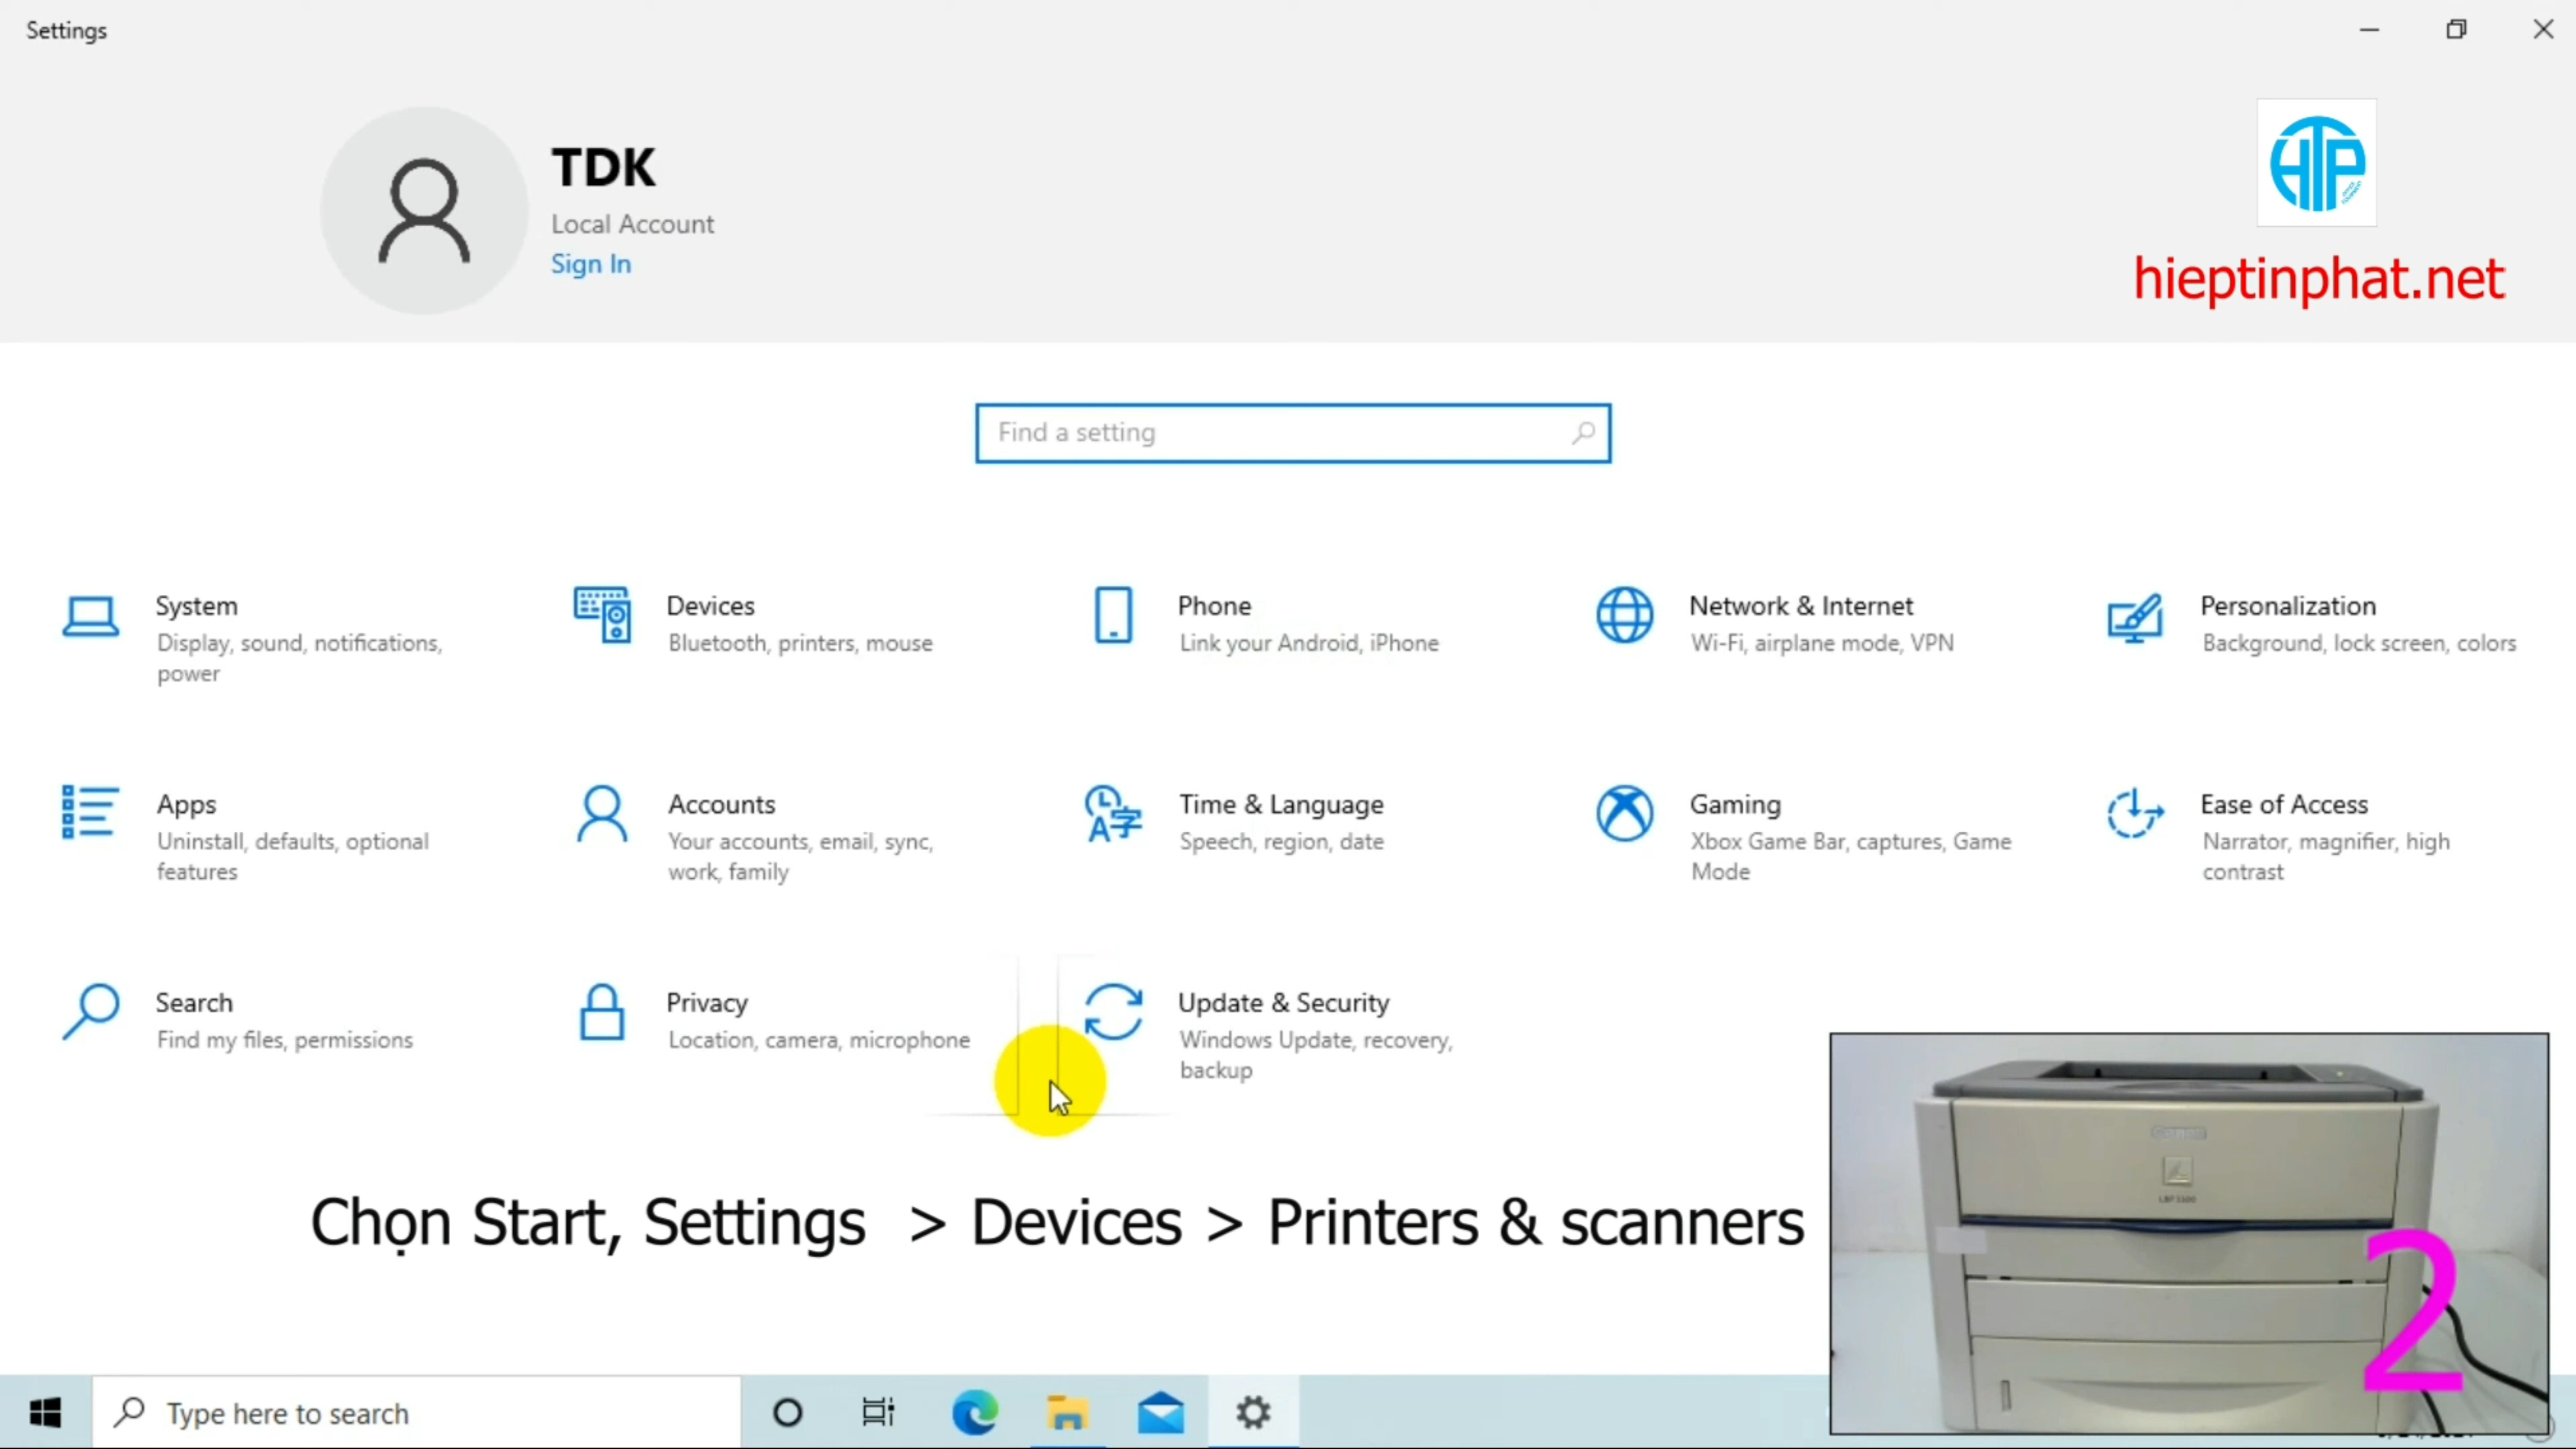 Settings
TDK
Local Account
Sign In
HTP
hieptinphat.net
Find a setting
System
Display, sound, notifications,
power
Devices
Bluetooth, printers, mouse
Phone
Link your Android, iPhone
Network & Internet
Wi-Fi, airplane mode, VPN
Personalization
Background, lock screen, colors
Apps
Uninstall, defaults, optional
features
Accounts
Your accounts, email, sync,
work, family
Time & Language
Speech, region, date
Gaming
Xbox Game Bar, captures, Game
Mode
Ease of Access
Narrator, magnifier, high
contrast
Search
Find my files, permissions
Privacy
Location, camera, microphone
Update & Security
Windows Update, recovery,
backup
Chọn Start, Settings > Devices > Printers & scanners
Canon
2
Type here to search